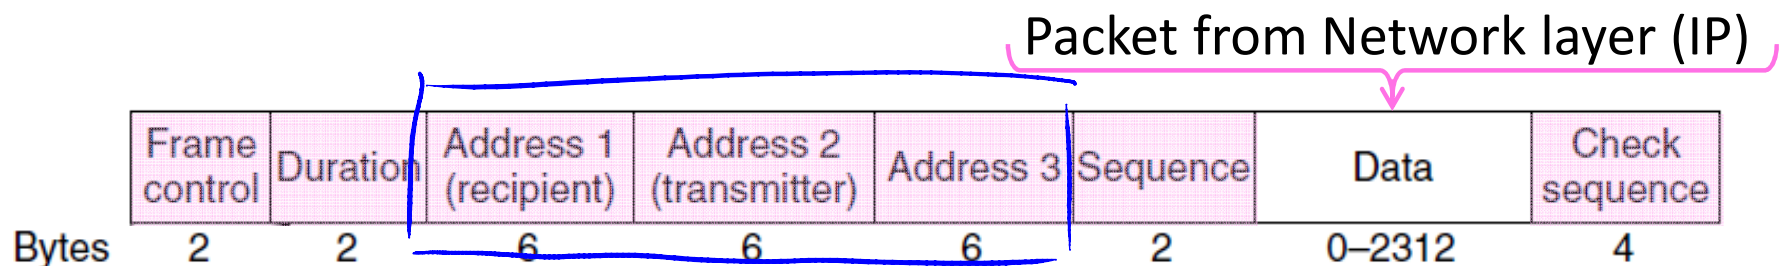 Packet from Network layer (IP)
Frame control Duration Address 1 (recipient) Address 2 (transmitter) Address 3 Sequence Data Check sequence
Bytes 2 2 6 6 6 2 0–2312 4